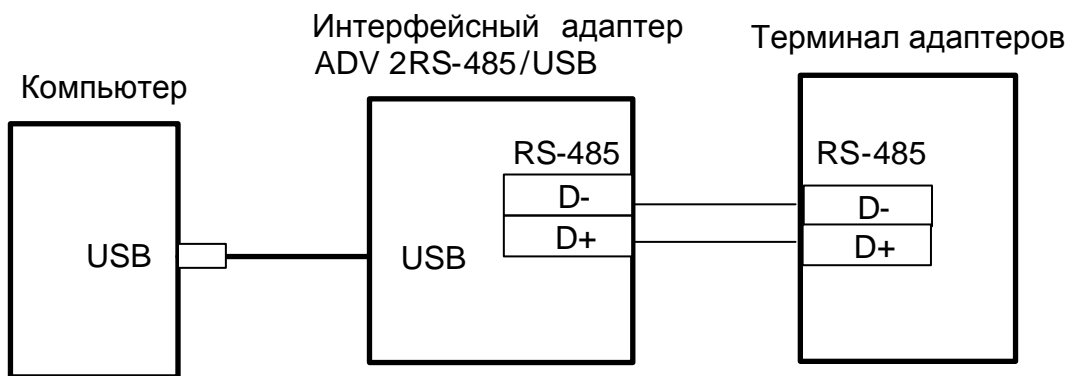 Компьютер
USB
Интерфейсный адаптер
ADV 2RS-485/USB
RS-485
D-
D+
USB
Терминал адаптеров
RS-485
D-
D+